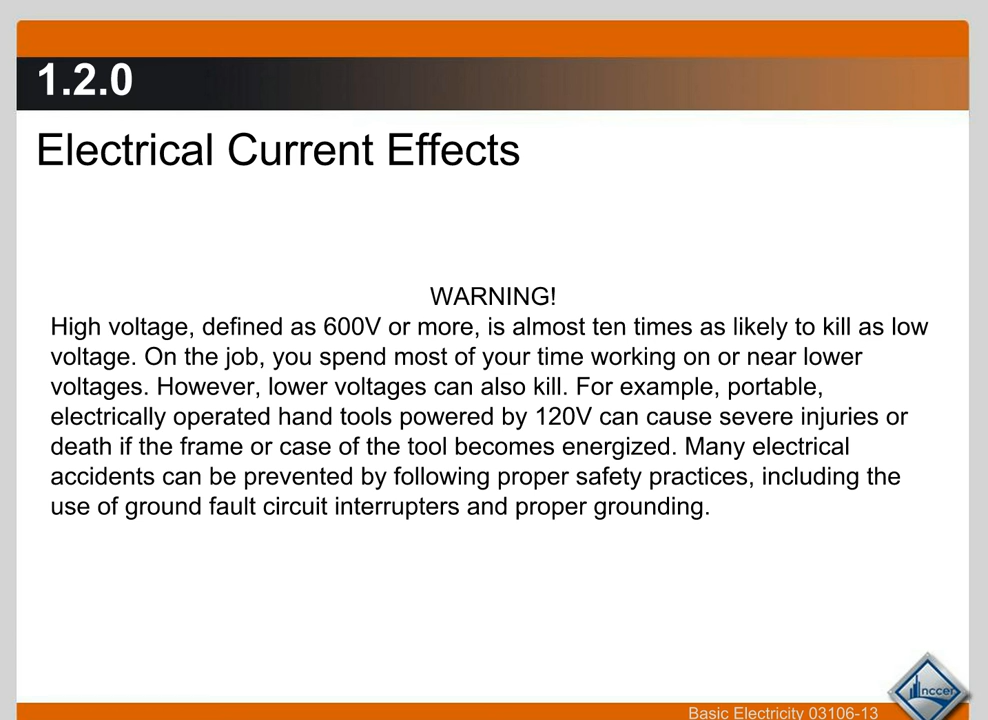 1.2.0
Electrical Current Effects
WARNING!
High voltage, defined as 600V or more, is almost ten times as likely to kill as low
voltage. On the job, you spend most of your time working on or near lower
voltages. However, lower voltages can also kill. For example, portable,
electrically operated hand tools powered by 120V can cause severe injuries or
death if the frame or case of the tool becomes energized. Many electrical
accidents can be prevented by following proper safety practices, including the
use of ground fault circuit interrupters and proper grounding.
nccer
Basic Electricity 03106-13